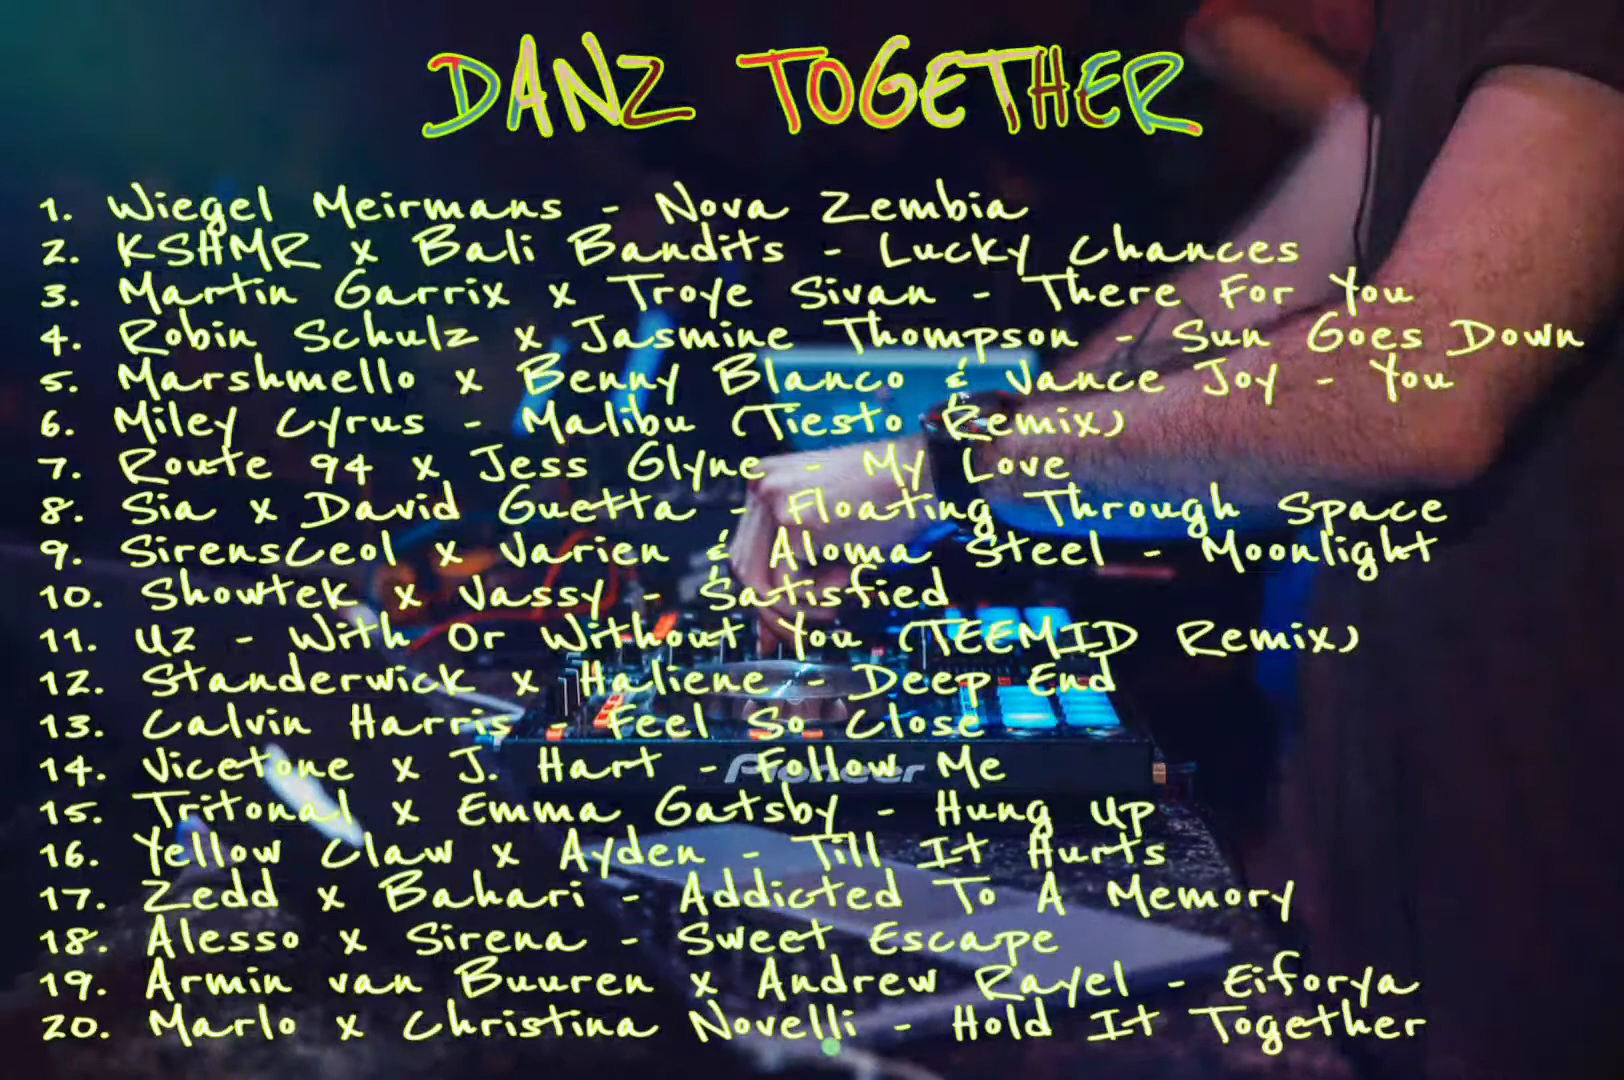 DANZ TOGETHER
1. Wiegel Meirmans - Nova Zembia
2. KSHMR x Bali Bandits - Lucky Chances
3. Martin Garrix x Troye Sivan - There For You
4. Robin Schulz x Jasmine Thompson - Sun Goes Down
5. Marshmello x Benny Blanco & Vance Joy - You
6. Miley Cyrus - Malibu (Tiesto Remix)
7. Route 94 x Jess Glyne - My Love
8. Sia x David Guetta - Floating Through Space
9. SirensCeol x Varien & Aloma Steel - Moonlight
10. Showtek x Vassy - Satisfied
11. UZ - With Or Without You (TEEMID Remix)
12. Standerwick x Haliene - Deep End
13. Calvin Harris - Feel So Close
14. Vicetone x J. Hart - Follow Me
Pioneer
15. Tritonal x Emma Gatsby - Hung Up
16. Yellow Claw x Ayden - Till It Hurts
17. Zedd x Bahari - Addicted To A Memory
18. Alesso x Sirena - Sweet Escape
19. Armin van Buuren x Andrew Rayel - Eiforya
20. Marlo x Christina Novelli - Hold It Together